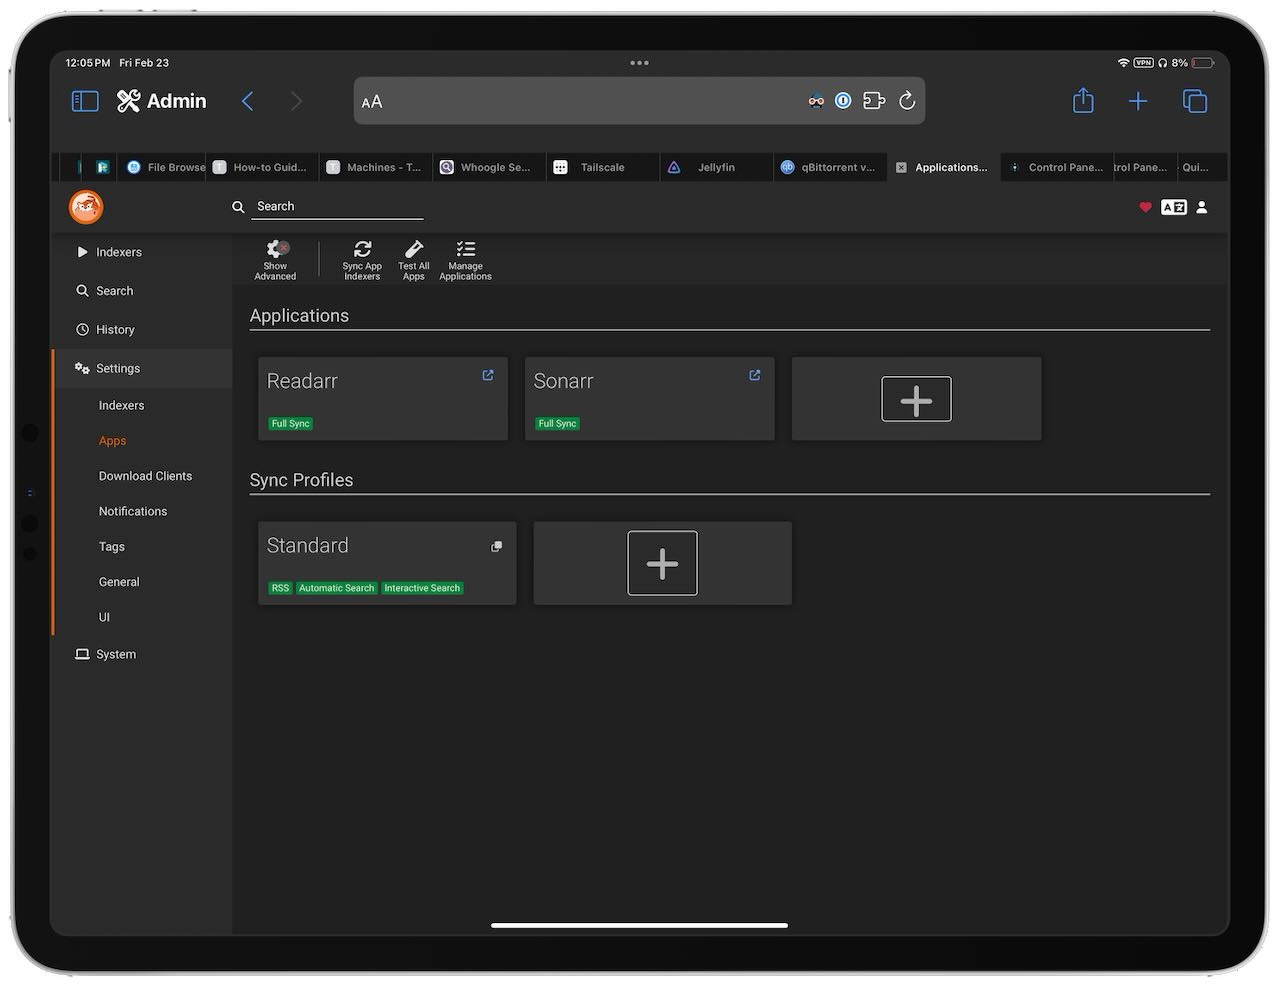 12:05 PM Fri Feb 23
VPN 8%
Admin
AA
File Browse
How-to Guid...
Machines - T...
Whoogle Se...
Tailscale
Jellyfin
qb qBittorrent v...
Applications...
Control Pane...
trol Pane...
Qui...
Search
Indexers
Search
History
Settings
Indexers
Apps
Download Clients
Notifications
Tags
General
UI
System
Show
Advanced
Sync App
Indexers
Test All
Apps
Manage
Applications
Applications
Readarr
Full Sync
Sonarr
Full Sync
Sync Profiles
Standard
RSS Automatic Search Interactive Search